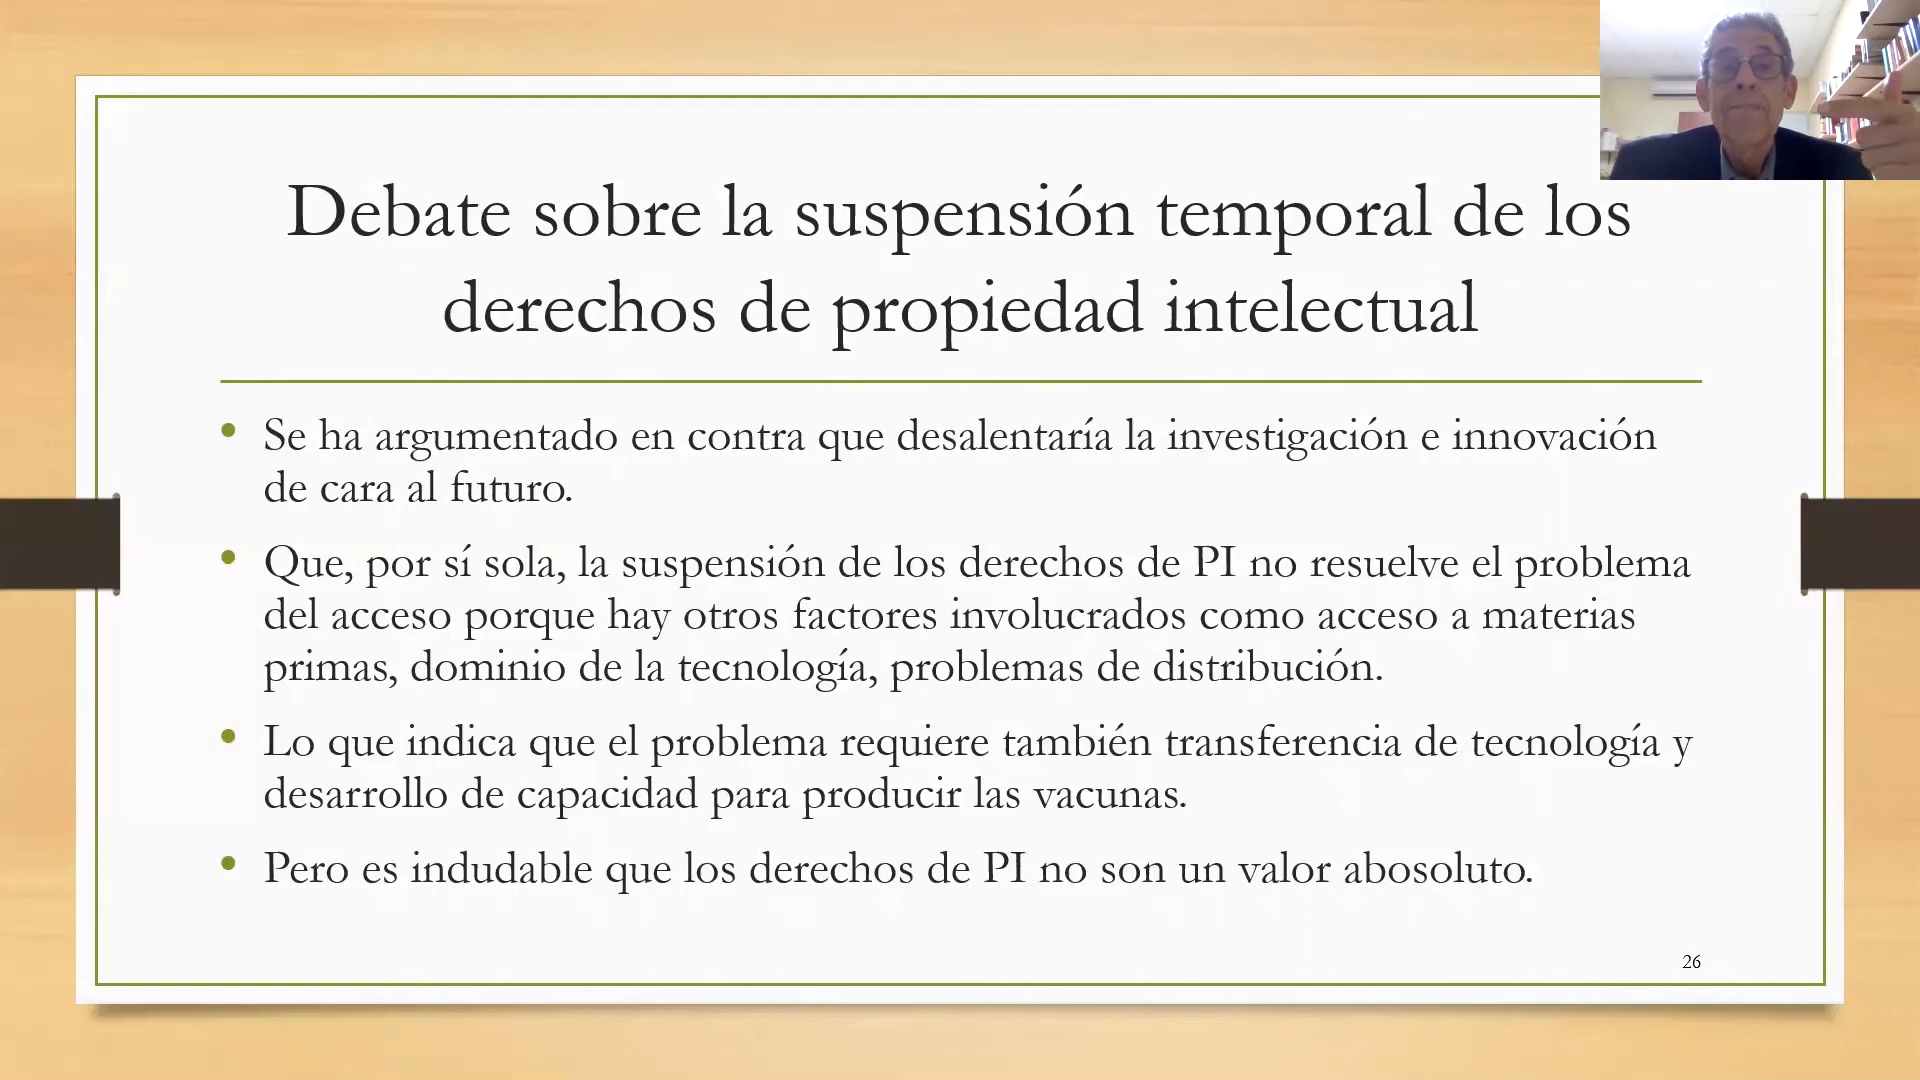 Debate sobre la suspensión temporal de los
derechos de propiedad intelectual
• Se ha argumentado en contra que desalentaría la investigación e innovación
de cara al futuro.
• Que, por sí sola, la suspensión de los derechos de PI no resuelve el problema
del acceso porque hay otros factores involucrados como acceso a materias
primas, dominio de la tecnología, problemas de distribución.
• Lo que indica que el problema requiere también transferencia de tecnología y
desarrollo de capacidad para producir las vacunas.
• Pero es indudable que los derechos de PI no son un valor abosoluto.
26